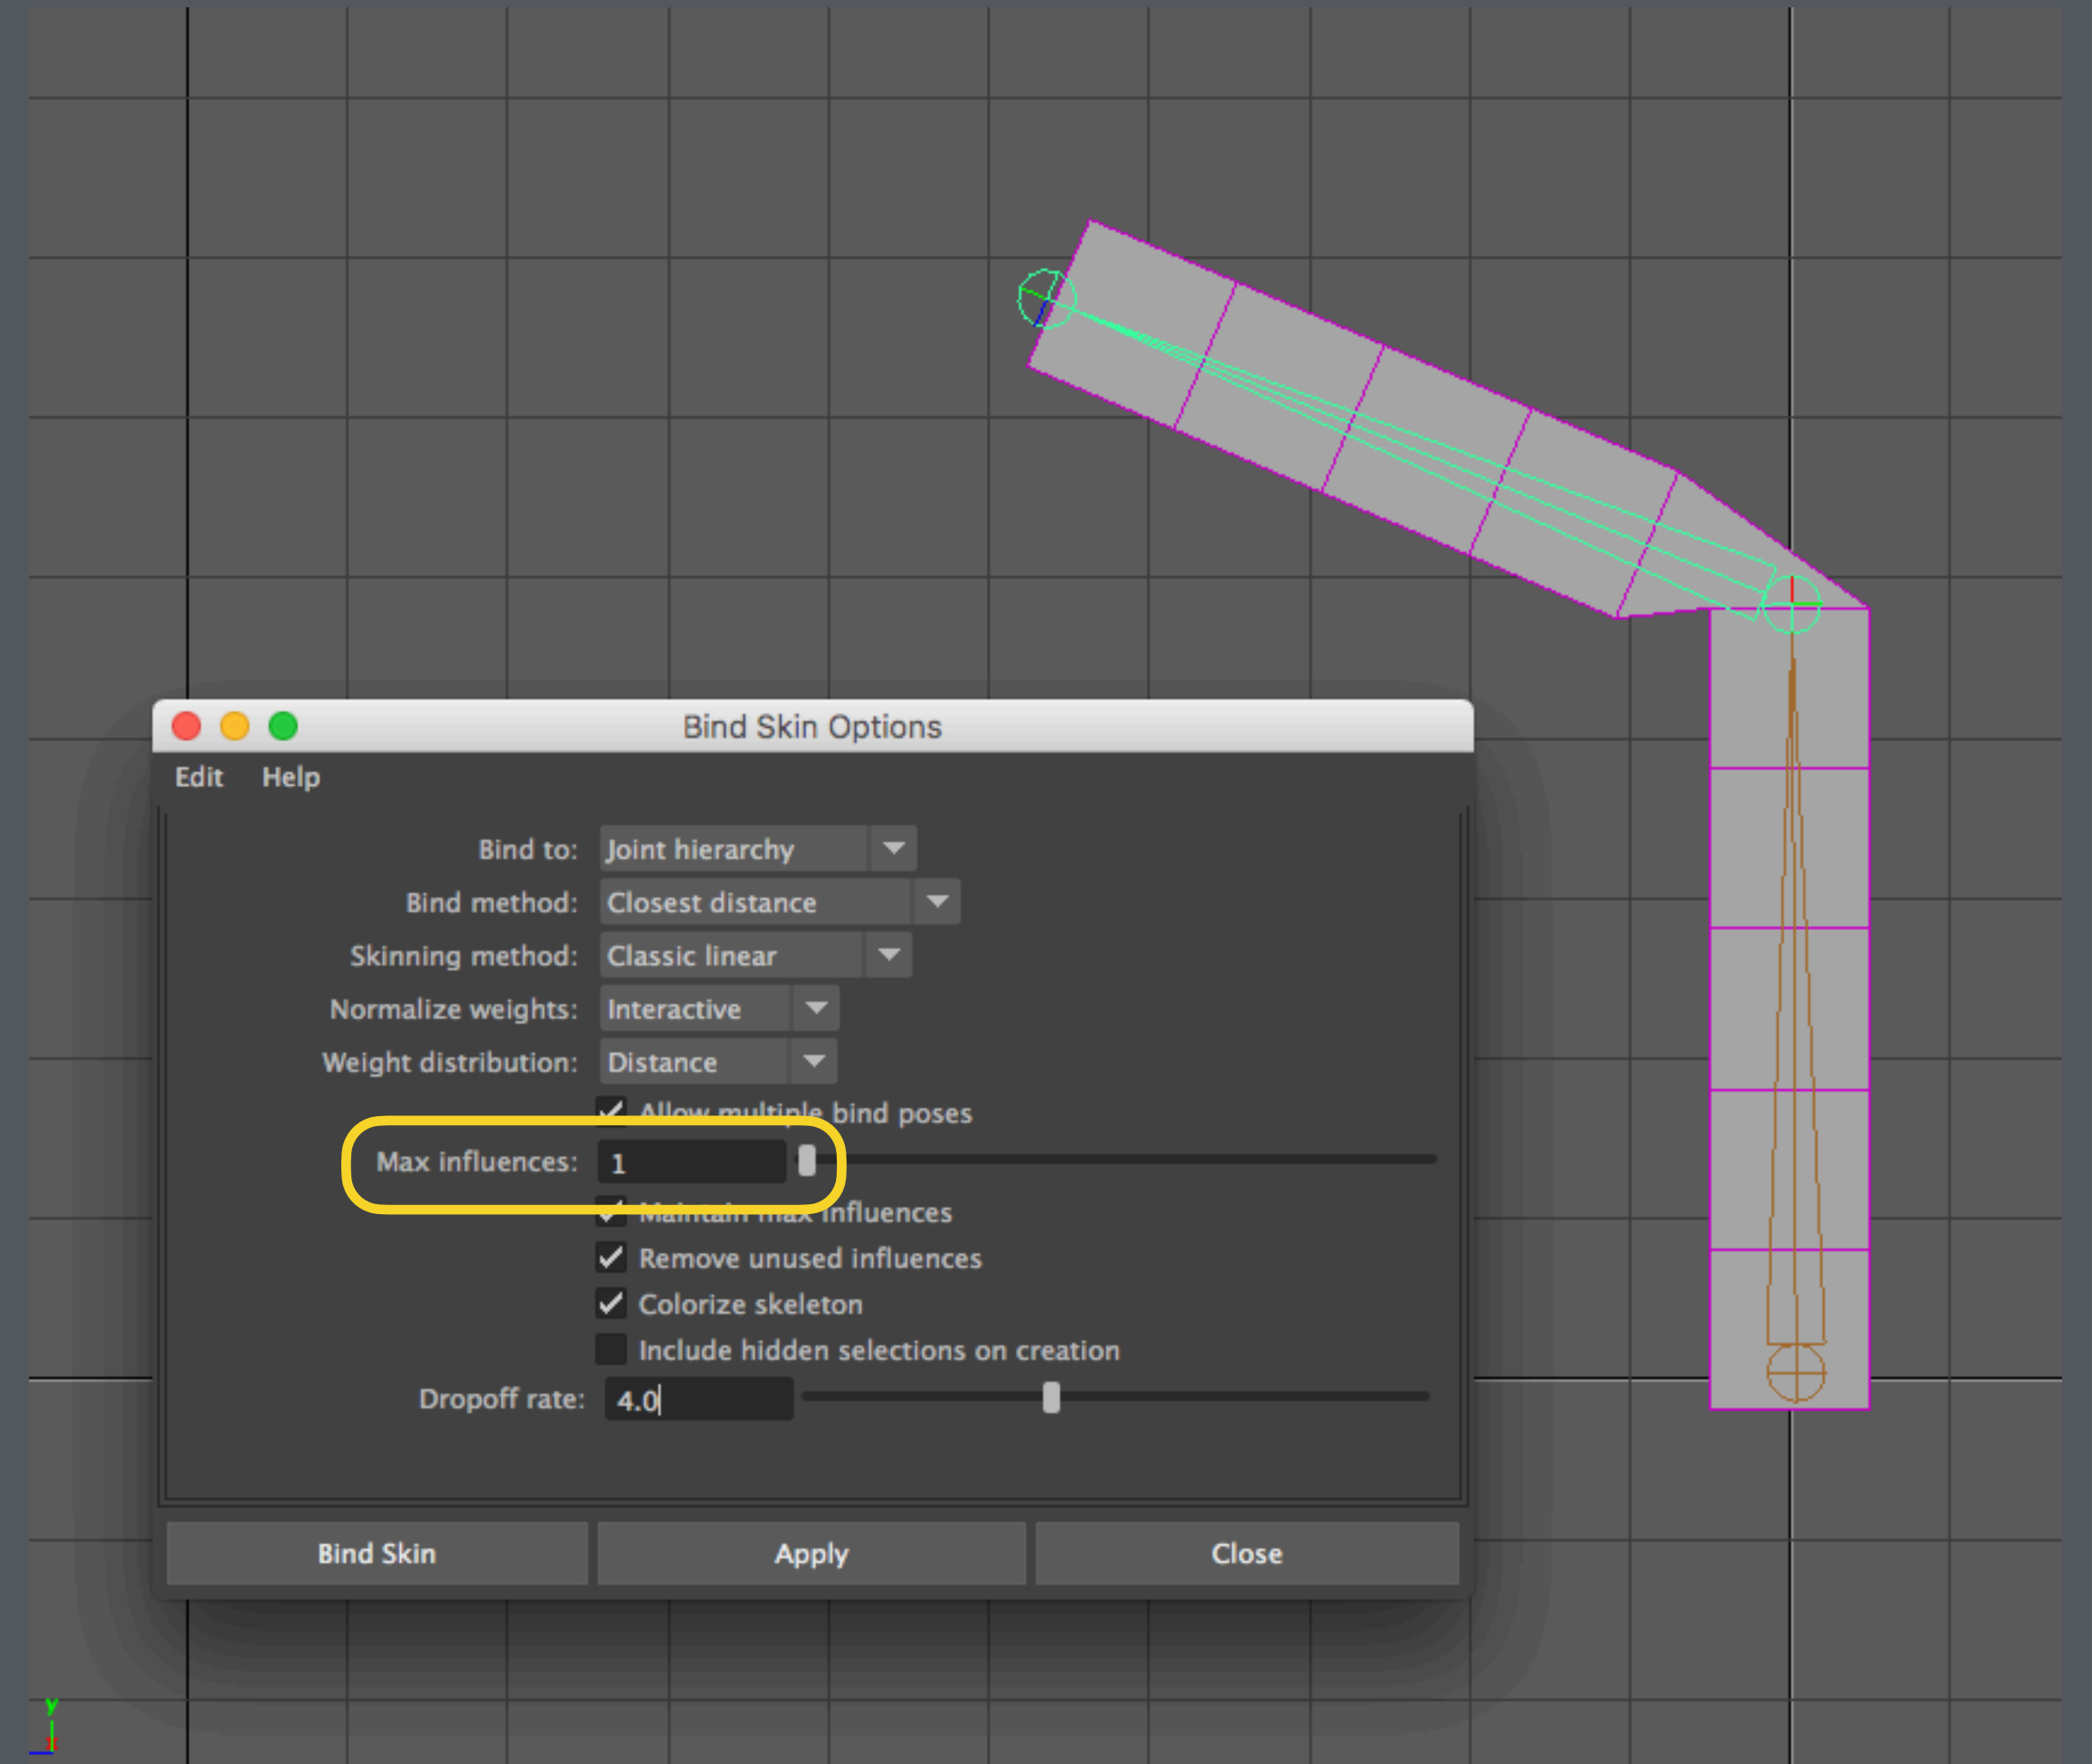 Bind Skin Options
Edit Help
Bind to: Joint hierarchy
Bind method: Closest distance
Skinning method: Classic linear
Normalize weights: Interactive
Weight distribution: Distance
Allow multiple bind poses
Max influences: 1
Maintain max influences
Remove unused influences
Colorize skeleton
Include hidden selections on creation
Dropoff rate: 4.0
Bind Skin Apply Close
y
x